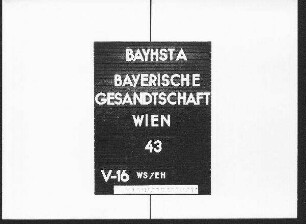 BAYHSTA
BAYERISCHE
GESANDTSCHAFT
WIEN
43
V-16 WS/EH